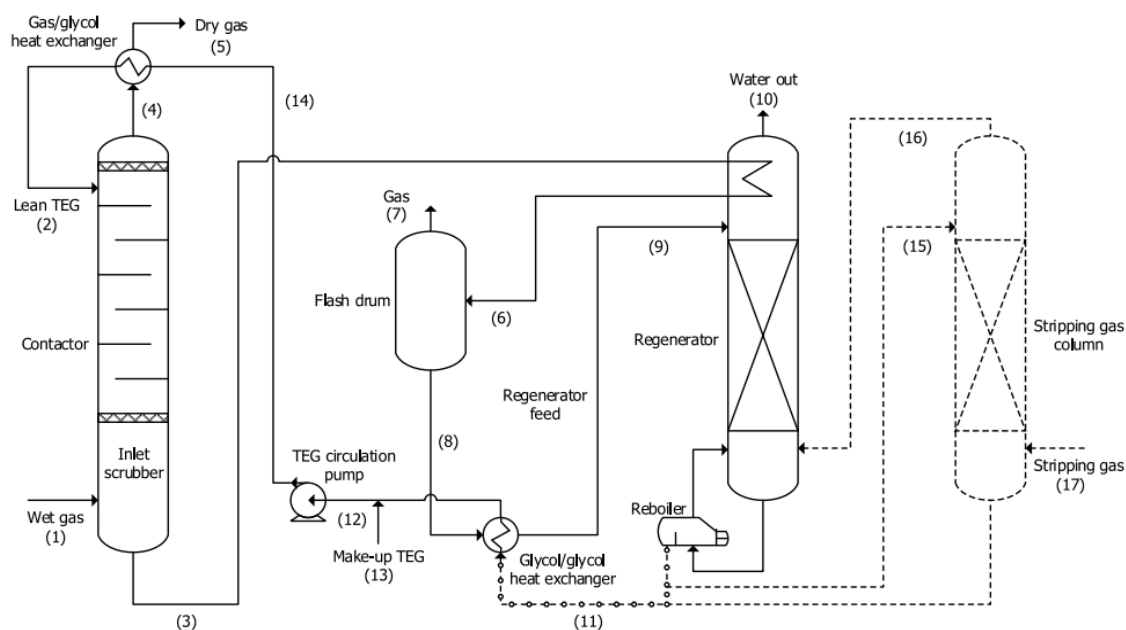 Gas/glycol
heat exchanger
Dry gas
(5)
(4)
(14)
Water out
(10)
(16)
Lean TEG
(2)
Gas
(7)
(9)
(15)
Flash drum
(6)
Contactor
Regenerator
Stripping gas
column
Regenerator
feed
(8)
Inlet
scrubber
TEG circulation
pump
Stripping gas
(17)
Wet gas
(1)
(12)
Reboiler
Make-up TEG
(13)
Glycol/glycol
heat exchanger
(3)
(11)